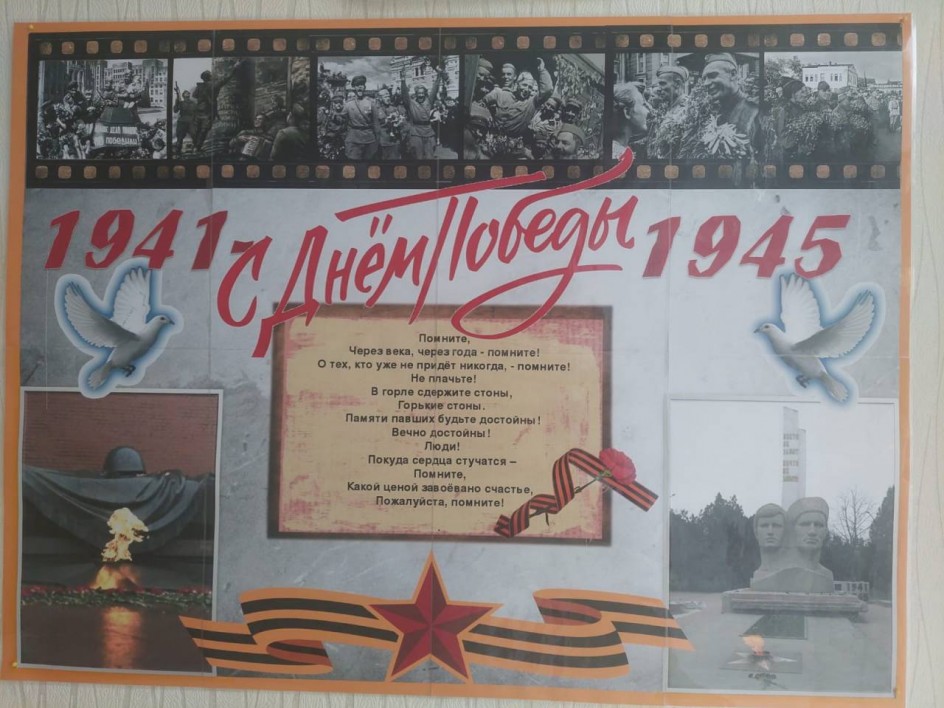 1941-
С Днём Победы
1945
Помните,
Через века, через года - помните!
О тех, кто уже не придёт никогда, - помните!
Не плачьте!
В горле сдержите стоны,
Горькие стоны.
Памяти павших будьте достойны!
Вечно достойны!
Люди!
Покуда сердца стучатся –
Помните,
Какой ценой завоёвано счастье,
Пожалуйста, помните!
1941